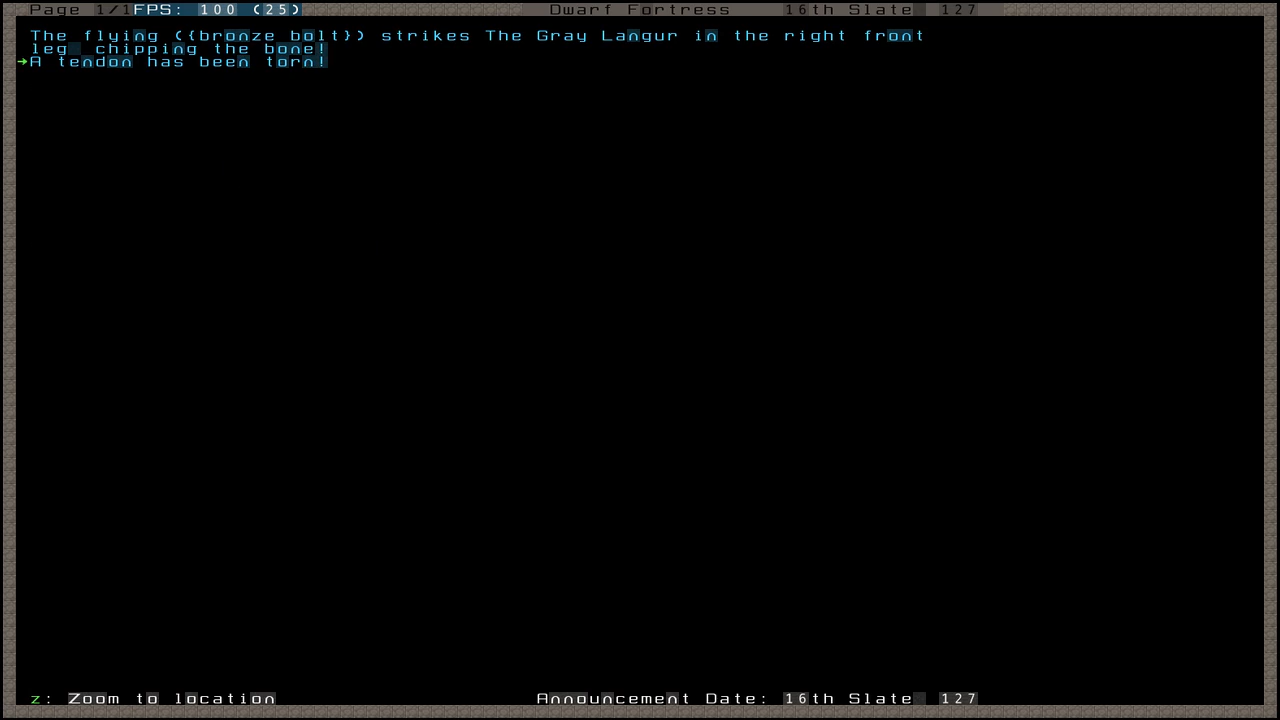 Page 1/1 FPS: 100 (25) Dwarf Fortress 16th Slate 127
The flying ({bronze bolt}) strikes The Gray Langur in the right front
leg chipping the bone!
A tendon has been torn!
z: Zoom to location Announcement Date: 16th Slate 127